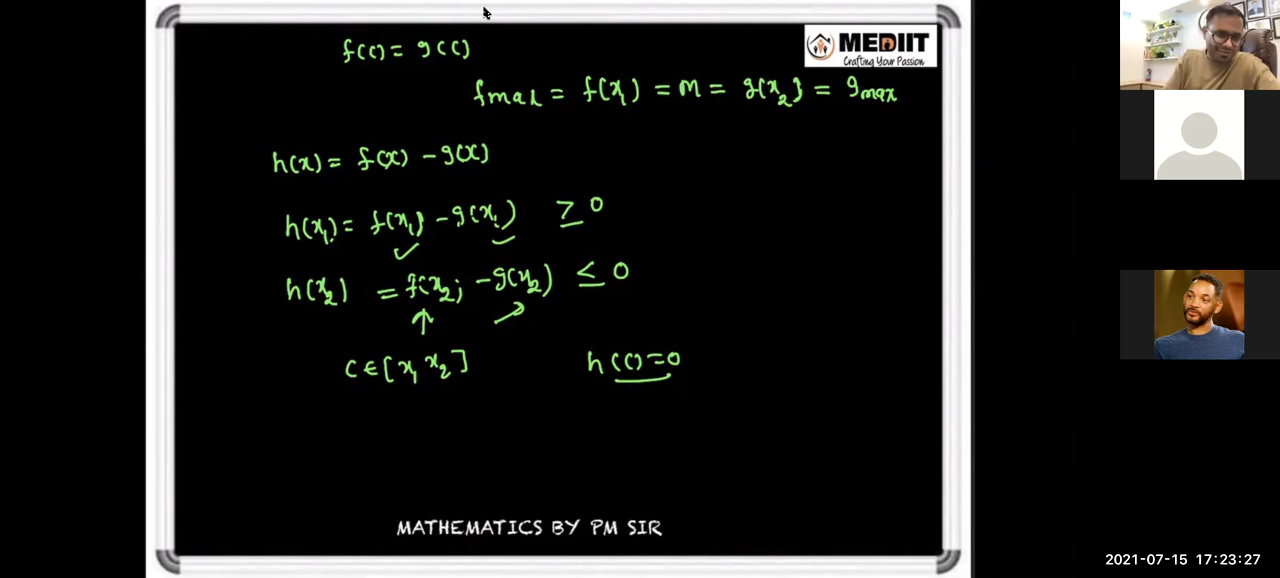 f(c) = g(c)
MEDIIT
Crafting Your Passion
fmax = f(x₁) = M = g(x₂) = gmax
h(x) = f(x) - g(x)
h(x₁) = f(x₁) - g(x₁) ≥ 0
h(x₂) = f(x₂) - g(x₂) ≤ 0
c ∈ [x₁ x₂] h(c)=0
MATHEMATICS BY PM SIR
2021-07-15 17:23:27